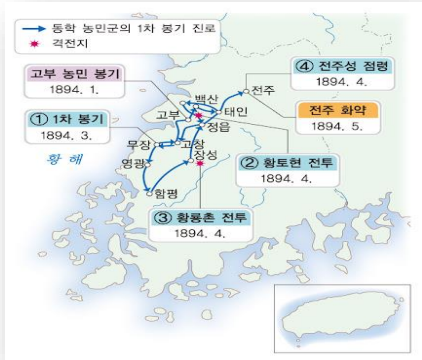 동학 농민군의 1차 봉기 진로
격전지
고부 농민 봉기
1894. 1.
④ 전주성 점령
1894. 4.
백산
전주
고부
태인
전주 화약
1894. 5.
① 1차 봉기
1894. 3.
정읍
무장
고창
황해
장성
② 황토현 전투
1894. 4.
영광
함평
③ 황룡촌 전투
1894. 4.